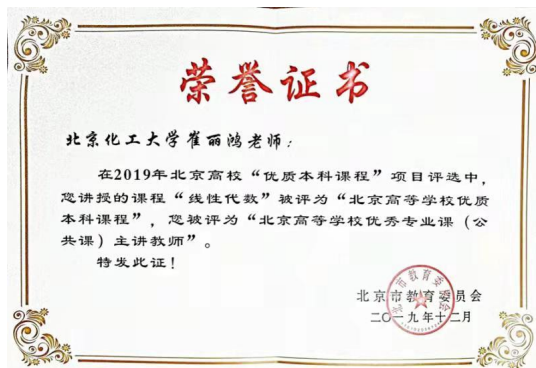 荣誉证书
北京化工大学崔丽鸿老师：
在2019年北京高校“优质本科课程”项目评选中，
您讲授的课程“线性代数”被评为“北京高等学校优质
本科课程”，您被评为“北京高等学校优秀专业课（公
共课）主讲教师”。
特发此证！
北京市教育委员会
二〇一九年十二月